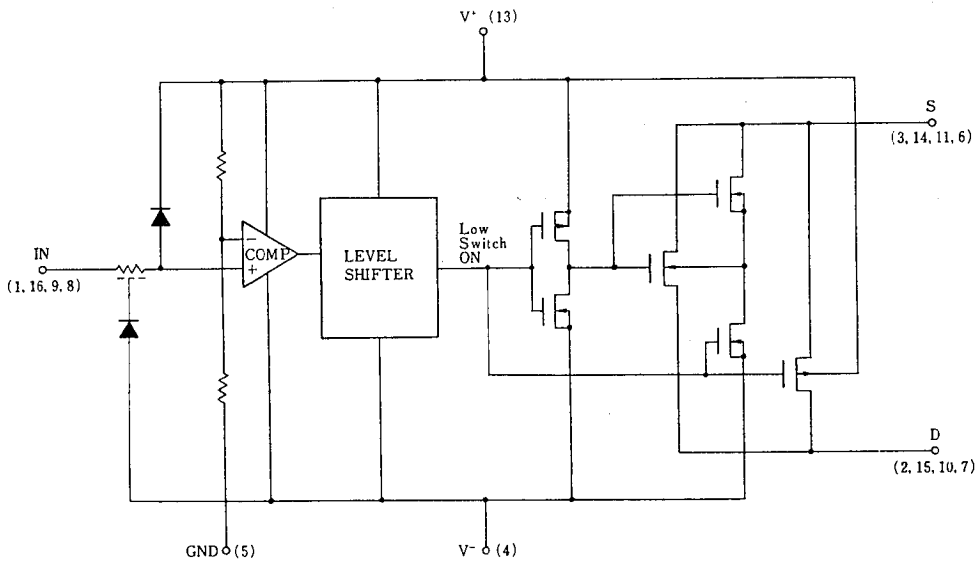 V⁺ (13)
S
(3, 14, 11, 6)
−
COMP
+
IN
(1, 16, 9, 8)
LEVEL
SHIFTER
Low
Switch
ON
D
(2, 15, 10, 7)
GND (5)
V⁻ (4)